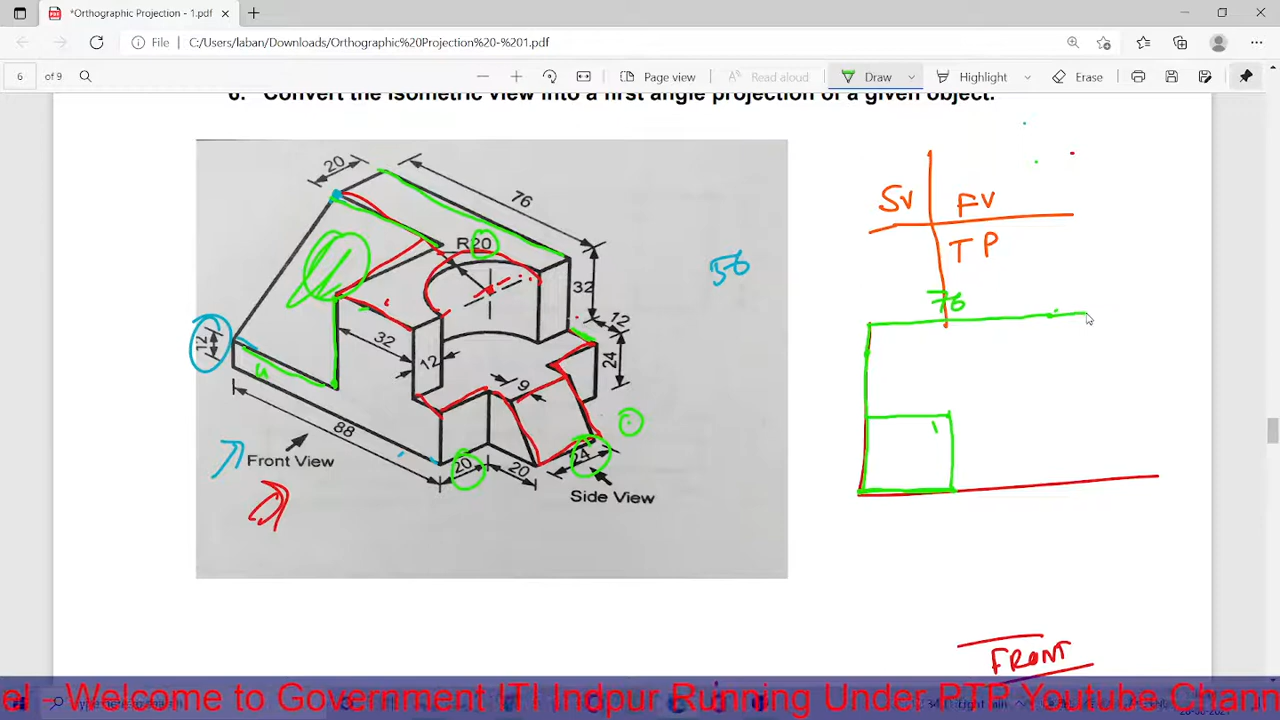 *Orthographic Projection - 1.pdf
File
C:/Users/laban/Downloads/Orthographic%20Projection%20-%201.pdf
6
of 9
Page view
Read aloud
Draw
Highlight
Erase
6. Convert the isometric view into a first angle projection of a given object.
20
76
R20
32
12
12
32
12
24
9
88
Front View
20
20
24
Side View
56
SV
FV
TP
76
FRONT
el. Welcome to Government ITI Indpur Running Under PTP Youtube Chann